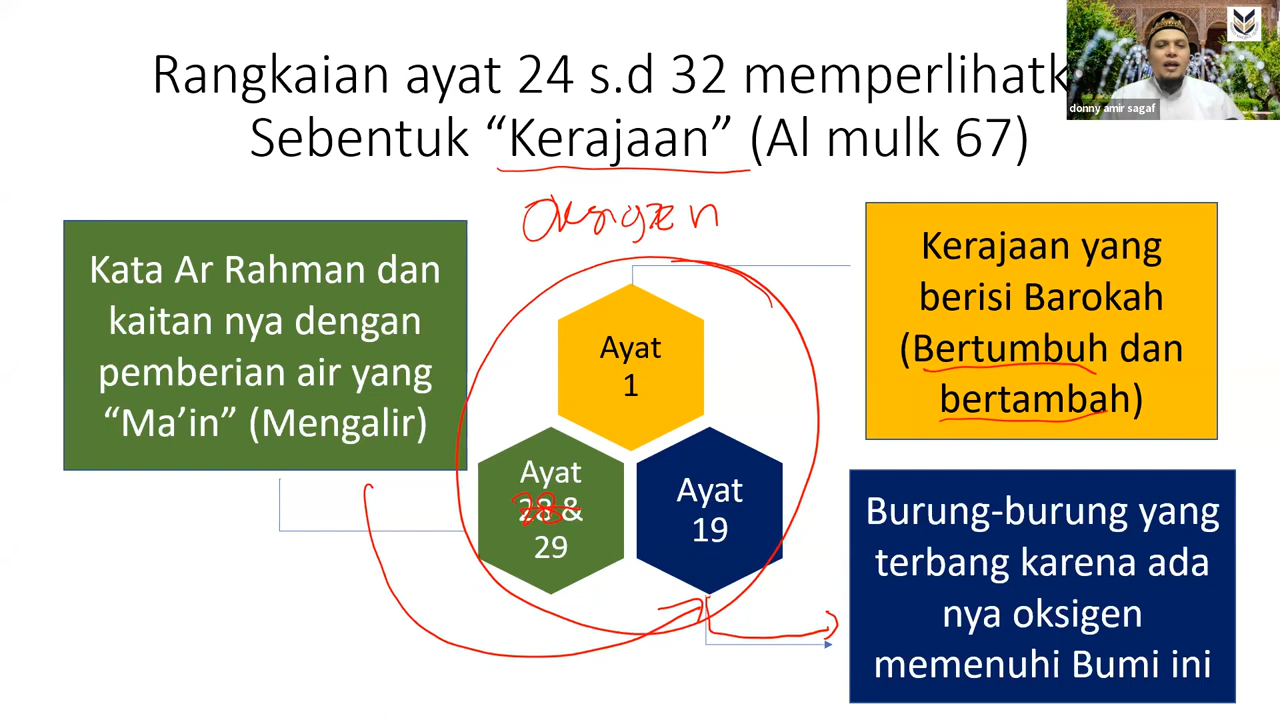 Rangkaian ayat 24 s.d 32 memperlihatk
Sebentuk “Kerajaan” (Al mulk 67)
donny amir sagaf
Oksigen
Kata Ar Rahman dan
kaitan nya dengan
pemberian air yang
“Ma’in” (Mengalir)
Ayat
1
Ayat
28 &
29
Ayat
19
Kerajaan yang
berisi Barokah
(Bertumbuh dan
bertambah)
Burung-burung yang
terbang karena ada
nya oksigen
memenuhi Bumi ini